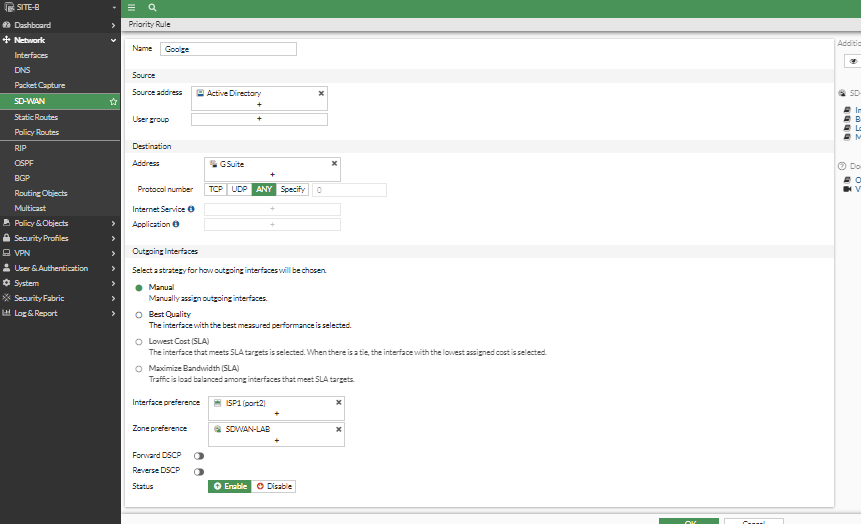 SITE-B
Dashboard
Network
Interfaces
DNS
Packet Capture
SD-WAN
Static Routes
Policy Routes
RIP
OSPF
BGP
Routing Objects
Multicast
Policy & Objects
Security Profiles
VPN
User & Authentication
System
Security Fabric
Log & Report
Priority Rule
Name Goolge
Source
Source address Active Directory
+
User group +
Destination
Address G Suite
+
Protocol number TCP UDP ANY Specify 0
Internet Service +
Application +
Outgoing Interfaces
Select a strategy for how outgoing interfaces will be chosen.
Manual
Manually assign outgoing interfaces.
Best Quality
The interface with the best measured performance is selected.
Lowest Cost (SLA)
The interface that meets SLA targets is selected. When there is a tie, the interface with the lowest assigned cost is selected.
Maximize Bandwidth (SLA)
Traffic is load balanced among interfaces that meet SLA targets.
Interface preference ISP1 (port2)
+
Zone preference SDWAN-LAB
+
Forward DSCP
Reverse DSCP
Status Enable Disable
OK Cancel
Additio
SD-
In
B
Lo
M
Do
O
V